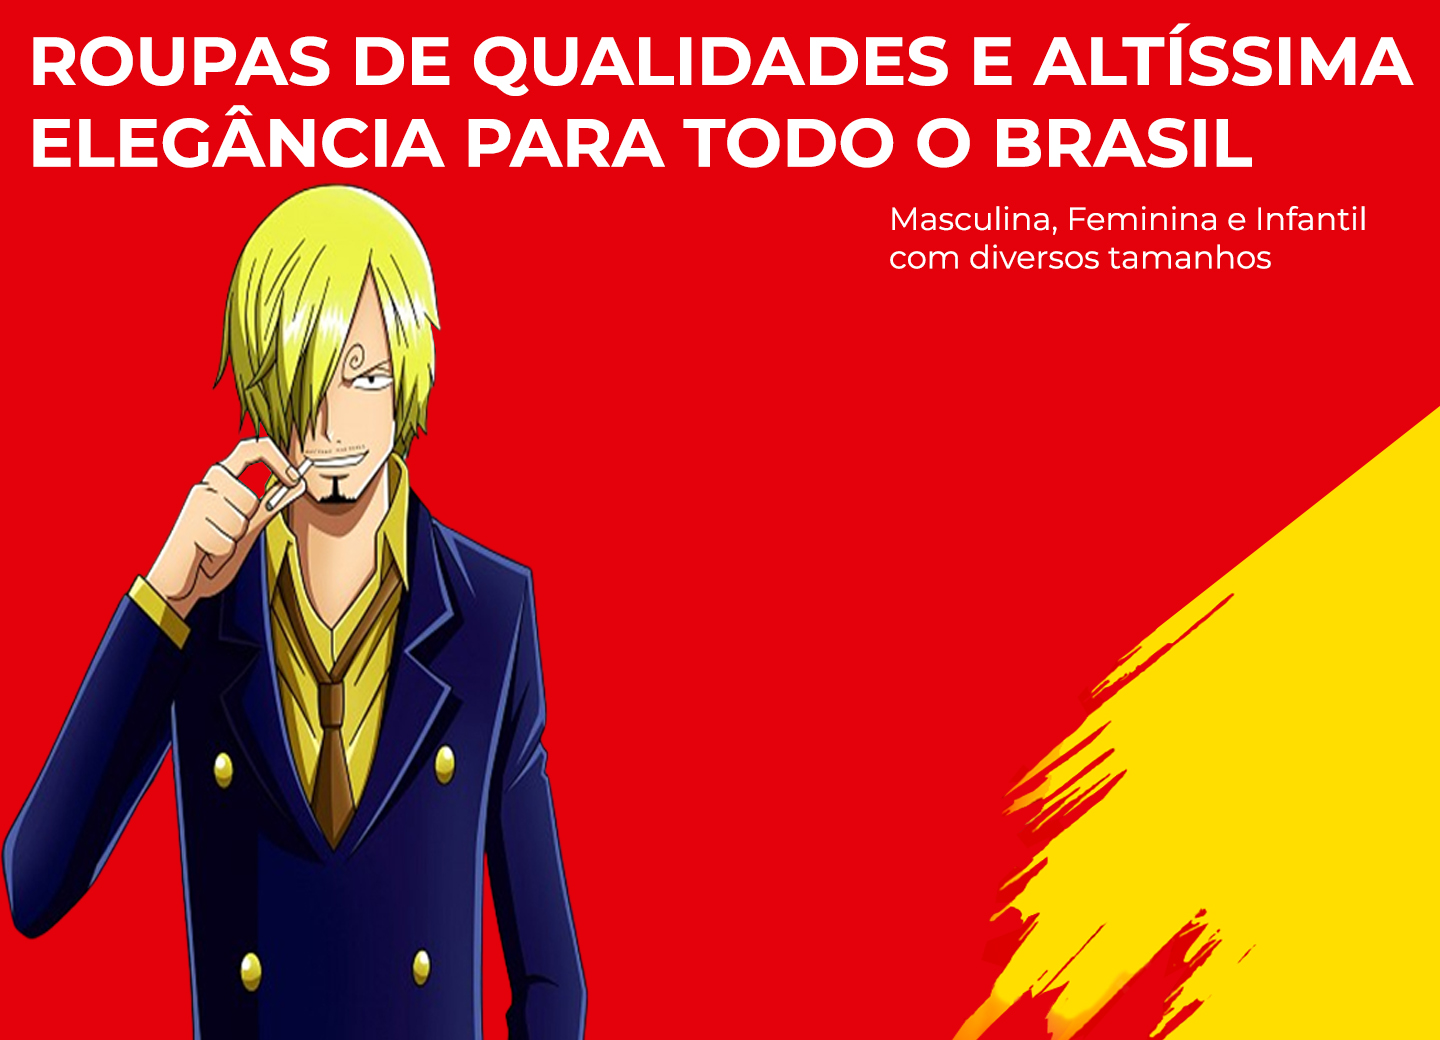 ROUPAS DE QUALIDADES E ALTÍSSIMA
ELEGÂNCIA PARA TODO O BRASIL
Masculina, Feminina e Infantil
com diversos tamanhos